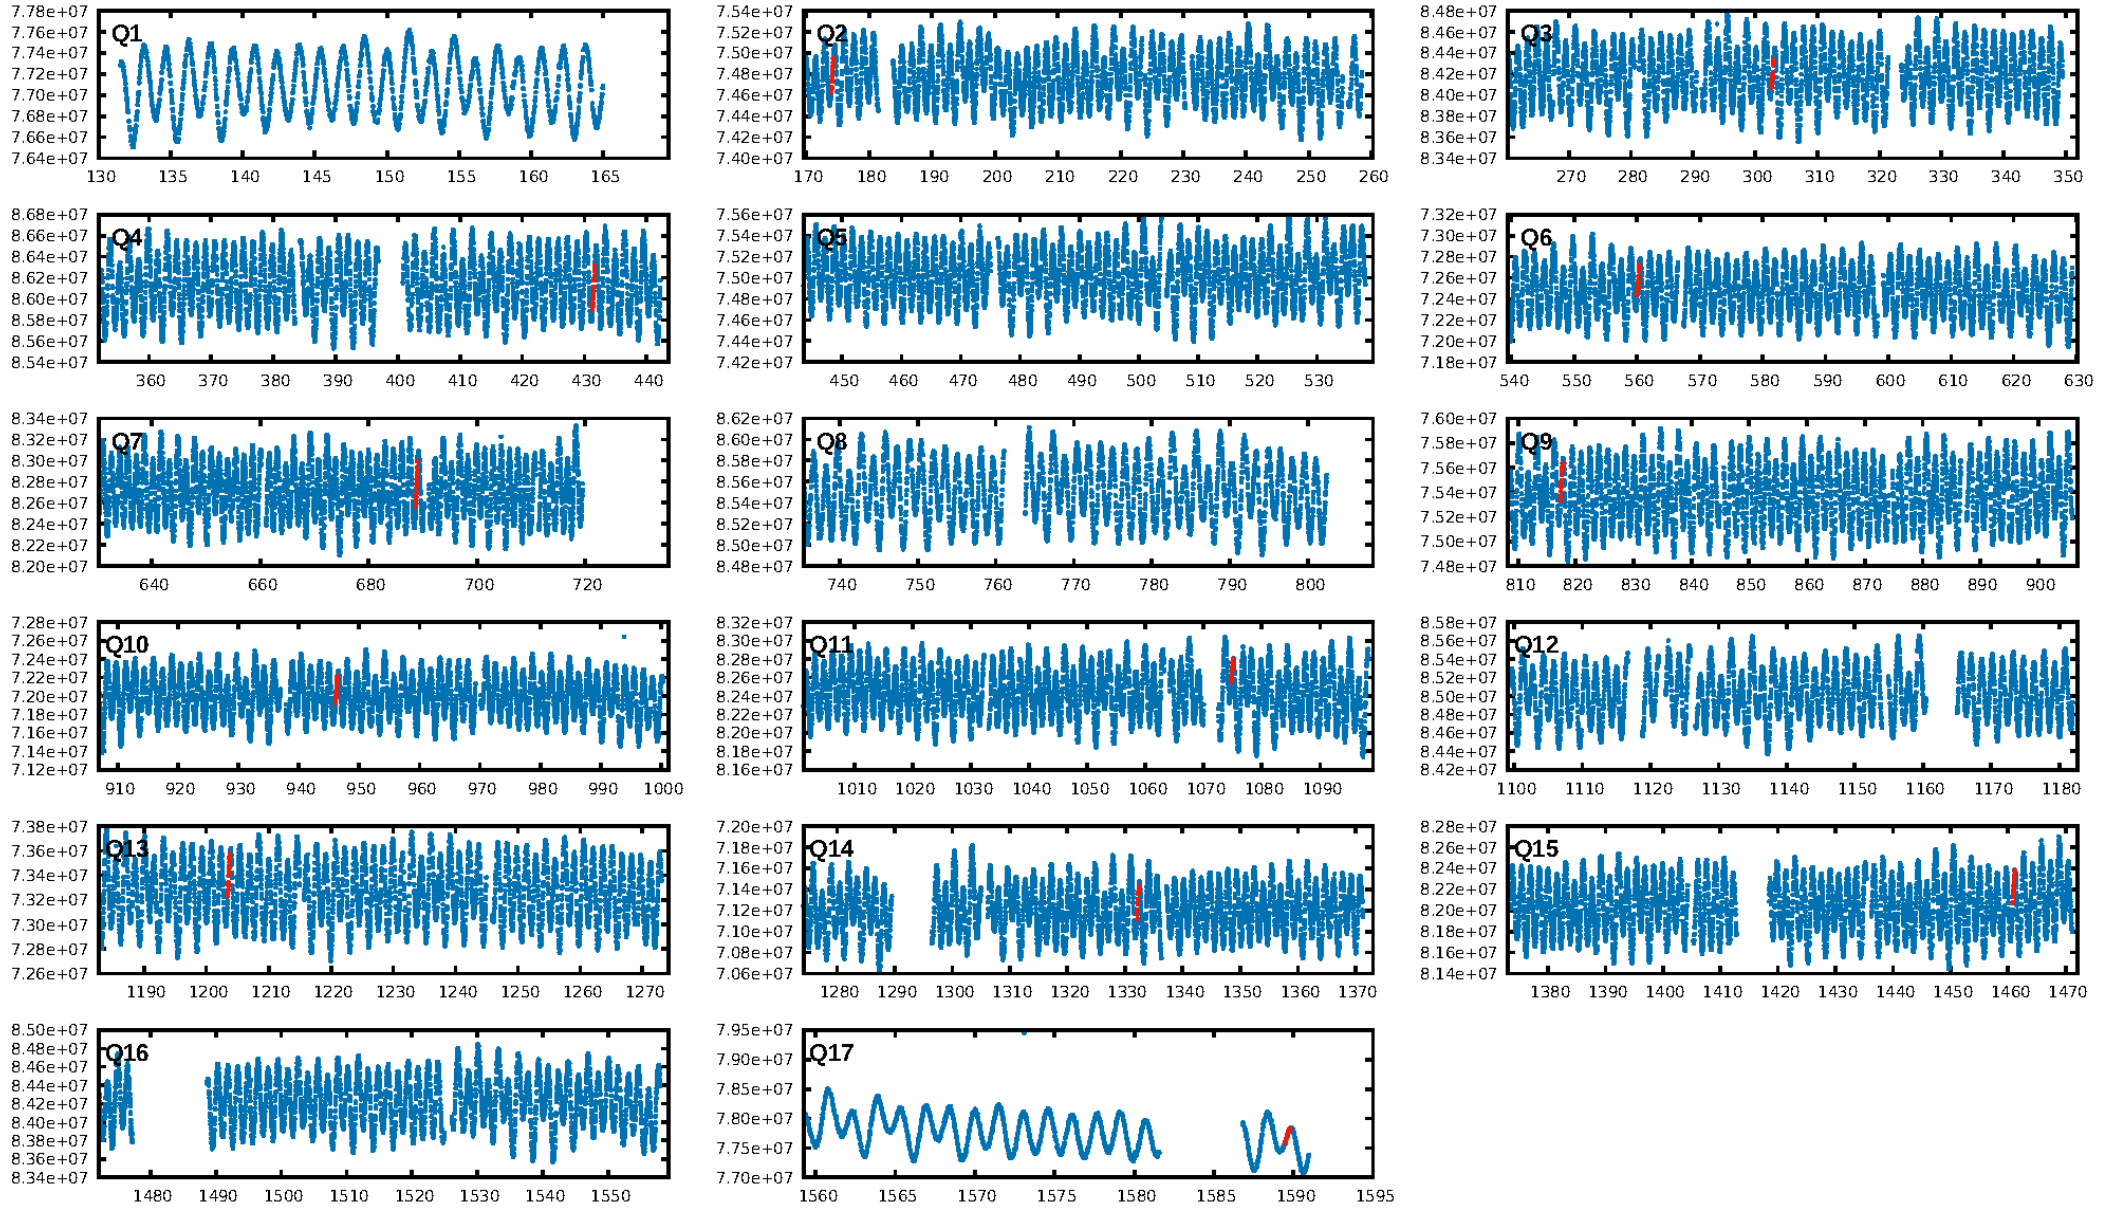 7.78e+07
7.76e+07
7.74e+07
7.72e+07
7.70e+07
7.68e+07
7.66e+07
7.64e+07
Q1
130 135 140 145 150 155 160 165
7.54e+07
7.52e+07
7.50e+07
7.48e+07
7.46e+07
7.44e+07
7.42e+07
7.40e+07
Q2
170 180 190 200 210 220 230 240 250 260
8.48e+07
8.46e+07
8.44e+07
8.42e+07
8.40e+07
8.38e+07
8.36e+07
8.34e+07
Q3
270 280 290 300 310 320 330 340 350
8.68e+07
8.66e+07
8.64e+07
8.62e+07
8.60e+07
8.58e+07
8.56e+07
8.54e+07
Q4
360 370 380 390 400 410 420 430 440
7.56e+07
7.54e+07
7.52e+07
7.50e+07
7.48e+07
7.46e+07
7.44e+07
7.42e+07
Q5
450 460 470 480 490 500 510 520 530
7.32e+07
7.30e+07
7.28e+07
7.26e+07
7.24e+07
7.22e+07
7.20e+07
7.18e+07
Q6
540 550 560 570 580 590 600 610 620 630
8.34e+07
8.32e+07
8.30e+07
8.28e+07
8.26e+07
8.24e+07
8.22e+07
8.20e+07
Q7
640 660 680 700 720
8.62e+07
8.60e+07
8.58e+07
8.56e+07
8.54e+07
8.52e+07
8.50e+07
8.48e+07
Q8
740 750 760 770 780 790 800
7.60e+07
7.58e+07
7.56e+07
7.54e+07
7.52e+07
7.50e+07
7.48e+07
Q9
810 820 830 840 850 860 870 880 890 900
7.28e+07
7.26e+07
7.24e+07
7.22e+07
7.20e+07
7.18e+07
7.16e+07
7.14e+07
7.12e+07
Q10
910 920 930 940 950 960 970 980 990 1000
8.32e+07
8.30e+07
8.28e+07
8.26e+07
8.24e+07
8.22e+07
8.20e+07
8.18e+07
8.16e+07
Q11
1010 1020 1030 1040 1050 1060 1070 1080 1090
8.58e+07
8.56e+07
8.54e+07
8.52e+07
8.50e+07
8.48e+07
8.46e+07
8.44e+07
8.42e+07
Q12
1100 1110 1120 1130 1140 1150 1160 1170 1180
7.38e+07
7.36e+07
7.34e+07
7.32e+07
7.30e+07
7.28e+07
7.26e+07
Q13
1190 1200 1210 1220 1230 1240 1250 1260 1270
7.20e+07
7.18e+07
7.16e+07
7.14e+07
7.12e+07
7.10e+07
7.08e+07
7.06e+07
Q14
1280 1290 1300 1310 1320 1330 1340 1350 1360 1370
8.28e+07
8.26e+07
8.24e+07
8.22e+07
8.20e+07
8.18e+07
8.16e+07
8.14e+07
Q15
1380 1390 1400 1410 1420 1430 1440 1450 1460 1470
8.50e+07
8.48e+07
8.46e+07
8.44e+07
8.42e+07
8.40e+07
8.38e+07
8.36e+07
8.34e+07
Q16
1480 1490 1500 1510 1520 1530 1540 1550
7.95e+07
7.90e+07
7.85e+07
7.80e+07
7.75e+07
7.70e+07
Q17
1560 1565 1570 1575 1580 1585 1590 1595